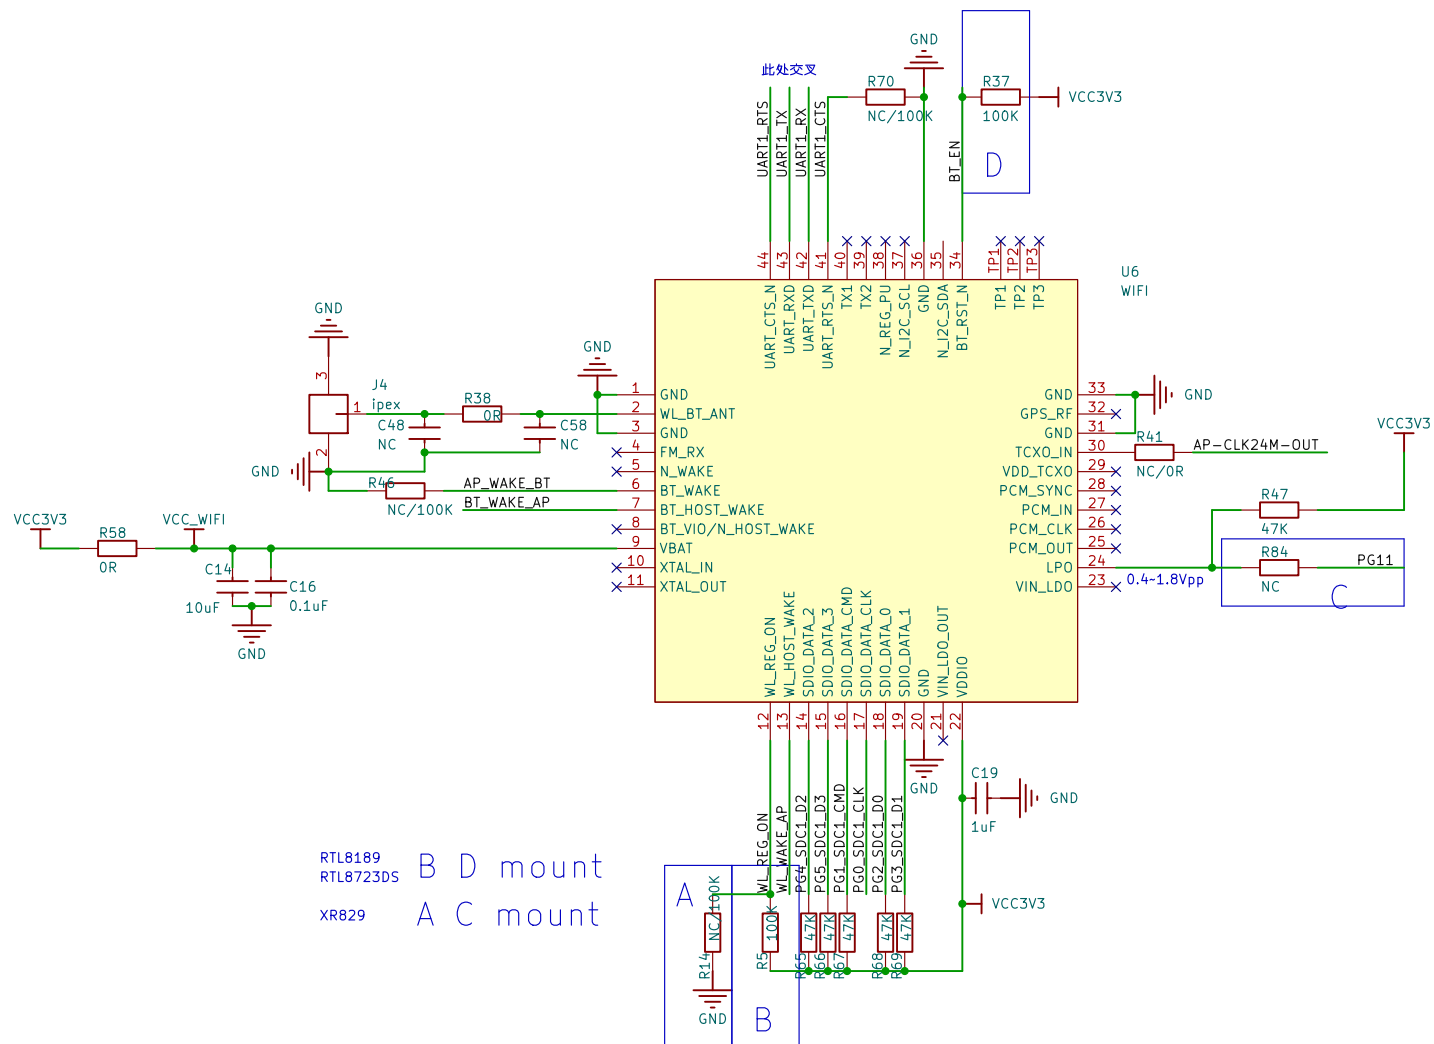 GND
此处交叉
R70
NC/100K
R37
100K
VCC3V3
UART1_RTS
UART1_TX
UART1_RX
UART1_CTS
BT_EN
D
44
43
42
41
40
39
38
37
36
35
34
TP1
TP2
TP3
U6
WIFI
UART_CTS_N
UART_RXD
UART_TXD
UART_RTS_N
TX1
TX2
N_REG_PU
N_I2C_SCL
GND
N_I2C_SDA
BT_RST_N
TP1
TP2
TP3
GND
3
J4
ipex
1
2
GND
R38
0R
C48
NC
C58
NC
GND
R46
NC/100K
AP_WAKE_BT
BT_WAKE_AP
VCC3V3
R58
0R
VCC_WIFI
C14
10uF
C16
0.1uF
GND
1 GND
2 WL_BT_ANT
3 GND
4 FM_RX
5 N_WAKE
6 BT_WAKE
7 BT_HOST_WAKE
8 BT_VIO/N_HOST_WAKE
9 VBAT
10 XTAL_IN
11 XTAL_OUT
GND 33
GPS_RF 32
GND 31
TCXO_IN 30
VDD_TCXO 29
PCM_SYNC 28
PCM_IN 27
PCM_CLK 26
PCM_OUT 25
LPO 24
VIN_LDO 23
GND
R41
NC/0R
AP-CLK24M-OUT
VCC3V3
R47
47K
R84
NC
PG11
0.4~1.8Vpp
C
WL_REG_ON
WL_HOST_WAKE
SDIO_DATA_2
SDIO_DATA_3
SDIO_DATA_CMD
SDIO_DATA_CLK
SDIO_DATA_0
SDIO_DATA_1
GND
VIN_LDO_OUT
VDDIO
12
13
14
15
16
17
18
19
20
21
22
GND
C19
1uF
GND
WL_REG_ON
WL_WAKE_AP
PG4_SDC1_D2
PG5_SDC1_D3
PG1_SDC1_CMD
PG0_SDC1_CLK
PG2_SDC1_D0
PG3_SDC1_D1
VCC3V3
RTL8189
RTL8723DS
B D mount
XR829
A C mount
A
NC/100K
R14
GND
100K
R5
B
47K
R65
47K
R66
47K
R67
47K
R68
47K
R69